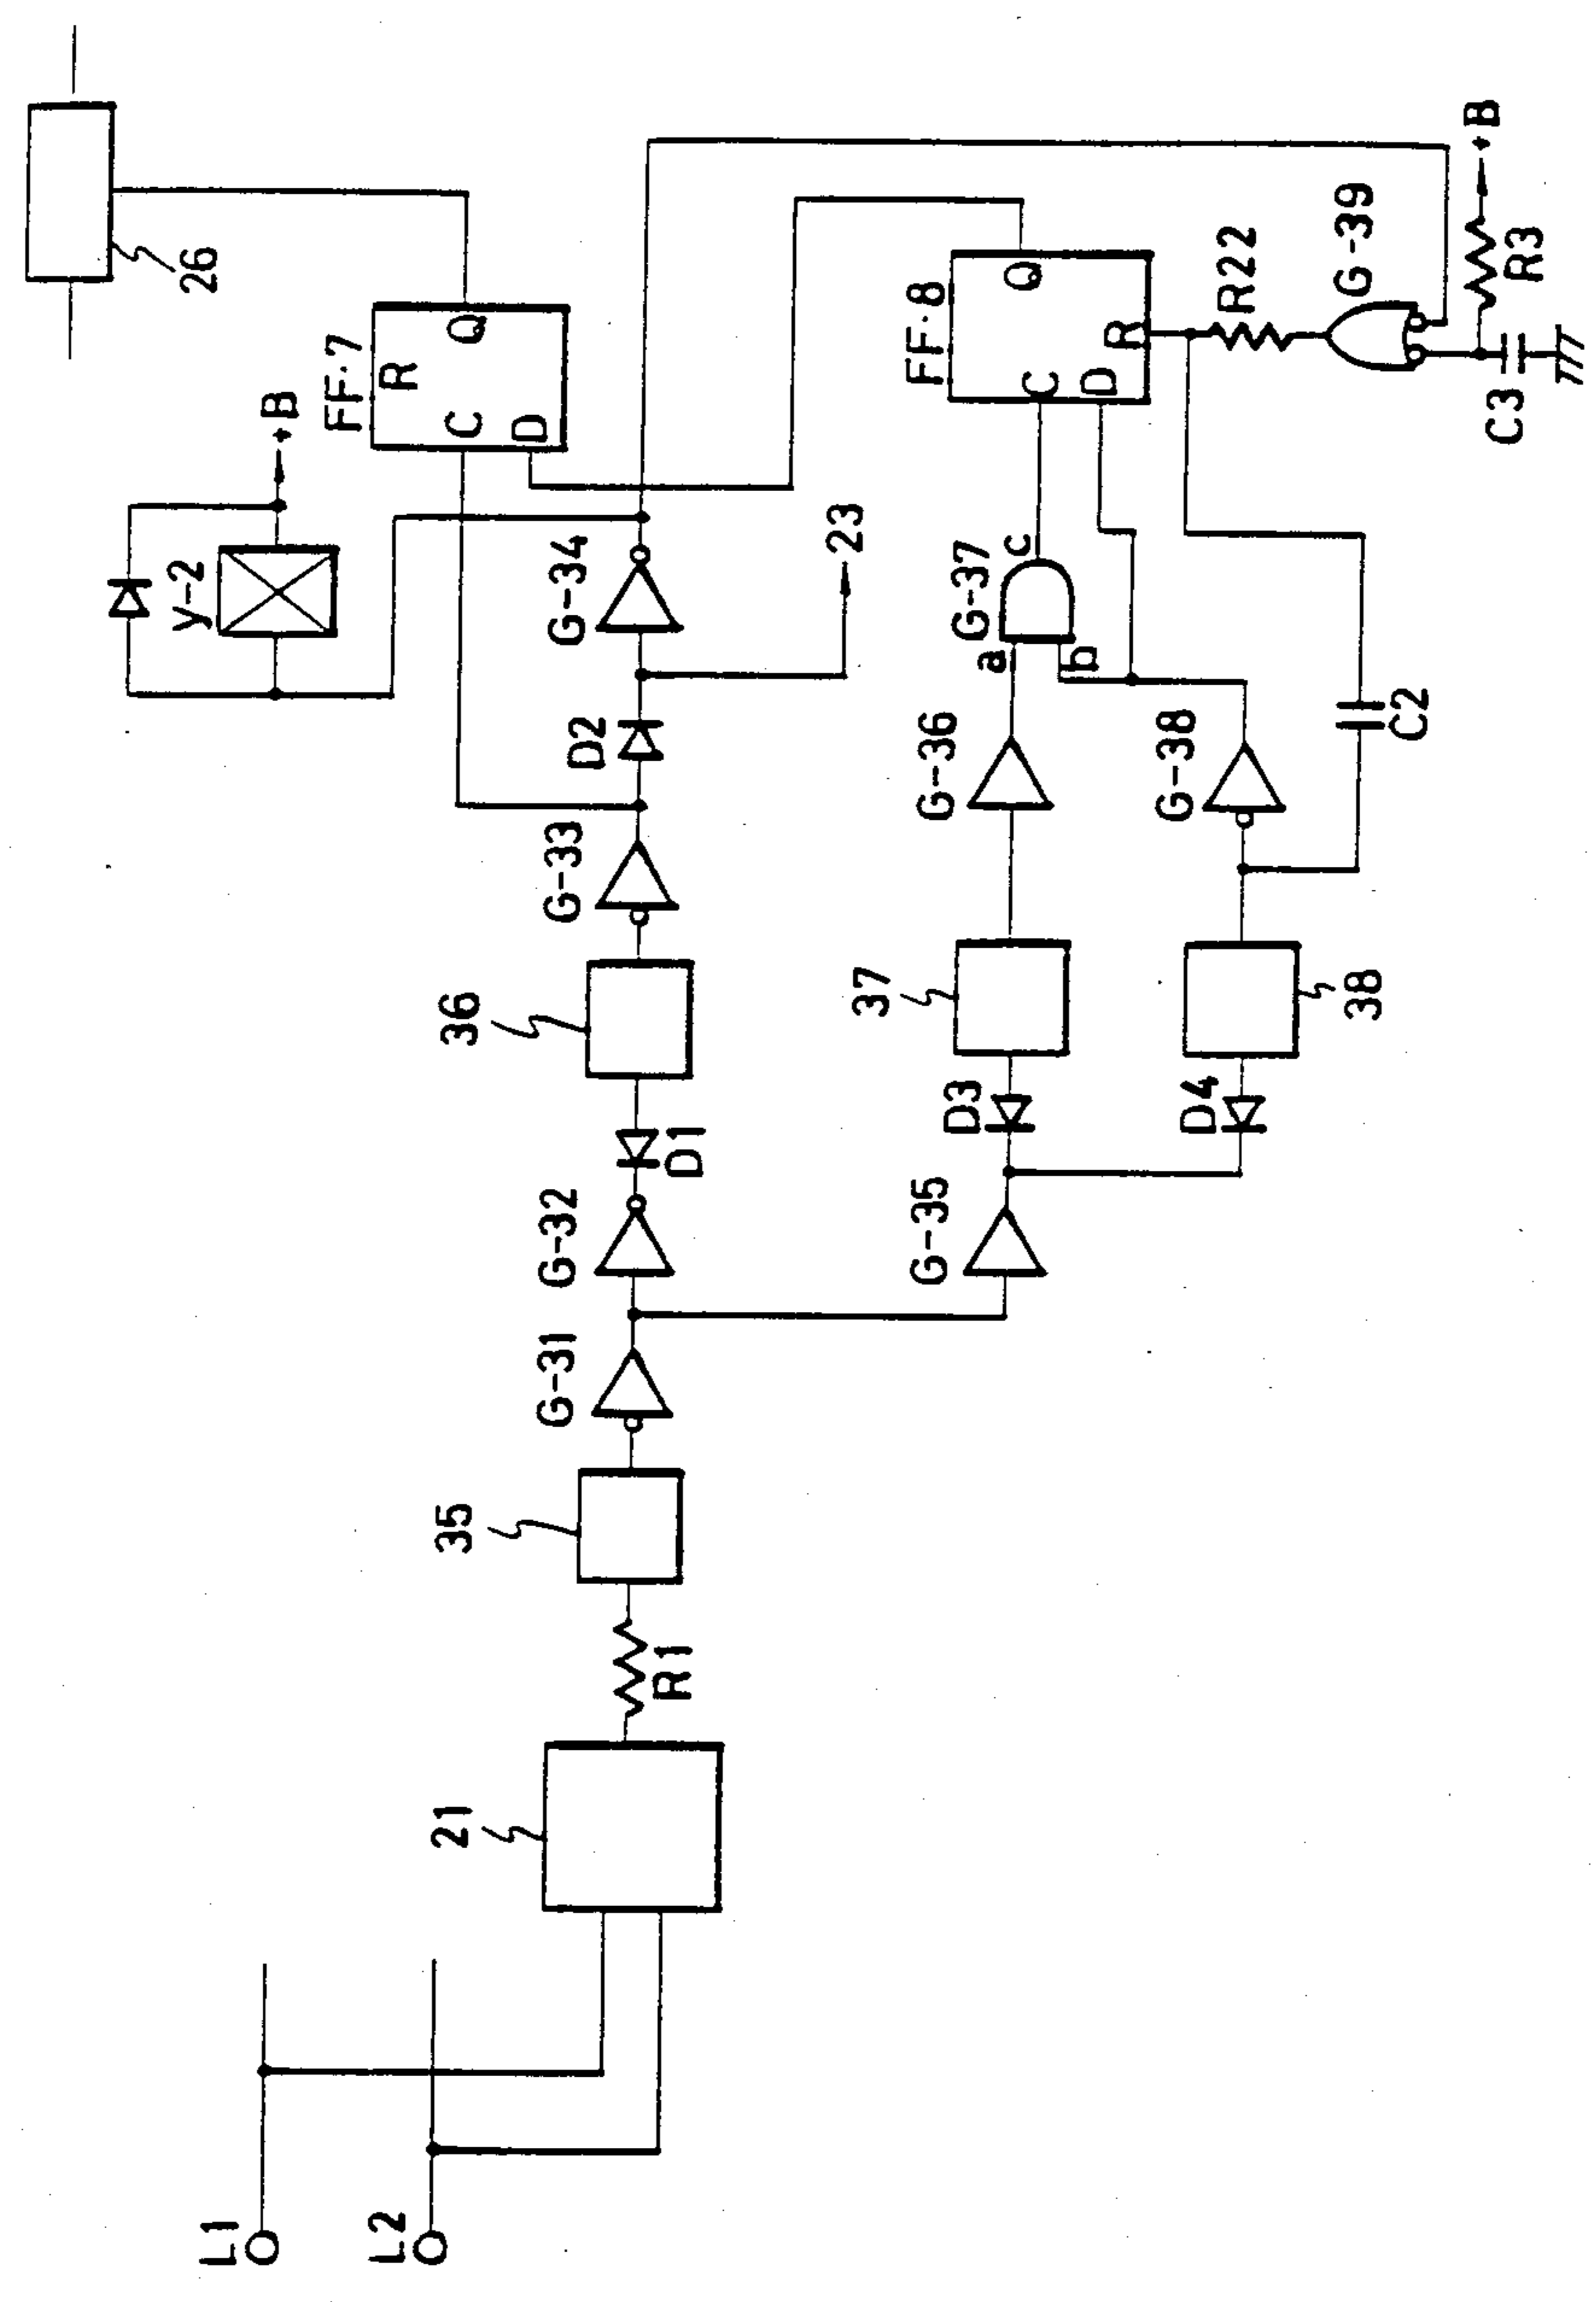 L1
L2
21
R1
35
G-31
G-32
D1
36
G-33
D2
G-34
23
y-2
+B
FF·7
R
C
D
Q
26
G-35
D3
D4
37
38
G-36
G-38
G-37
a
b
c
C2
FF·8
C
D
Q
R
R22
G-39
C3
R3
+B